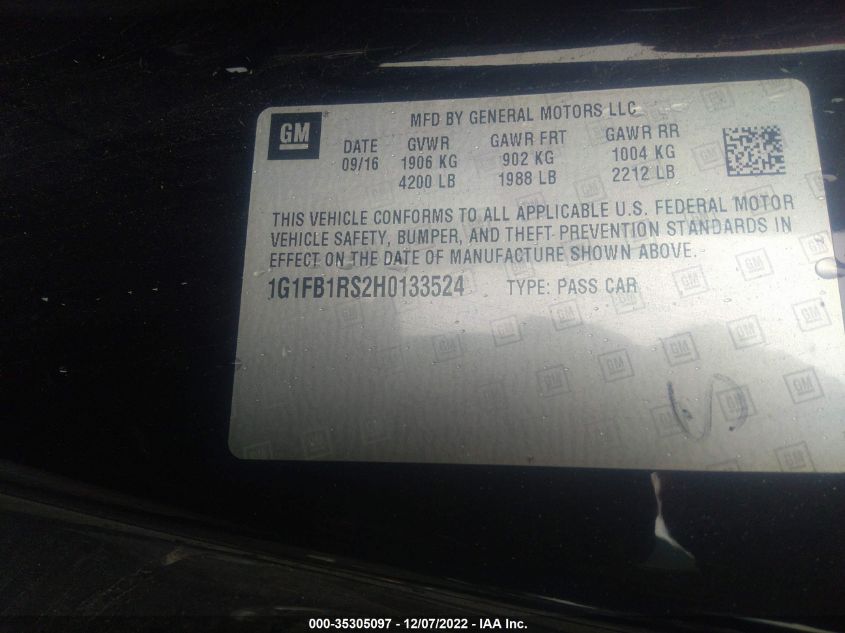 GM
MFD BY GENERAL MOTORS LLC
DATE GVWR GAWR FRT GAWR RR
09/16 1906 KG 902 KG 1004 KG
4200 LB 1988 LB 2212 LB
THIS VEHICLE CONFORMS TO ALL APPLICABLE U.S. FEDERAL MOTOR
VEHICLE SAFETY, BUMPER, AND THEFT PREVENTION STANDARDS IN
EFFECT ON THE DATE OF MANUFACTURE SHOWN ABOVE.
1G1FB1RS2H0133524 TYPE: PASS CAR
000-35305097 - 12/07/2022 - IAA Inc.